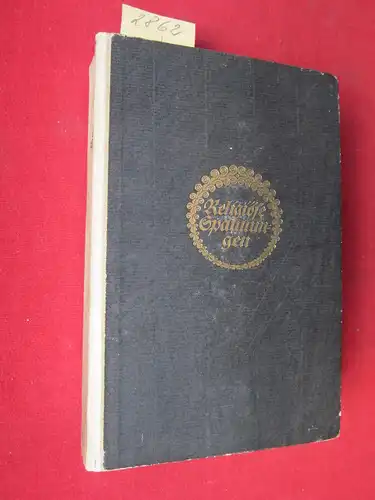 2862
Religiöse
Spannun-
gen